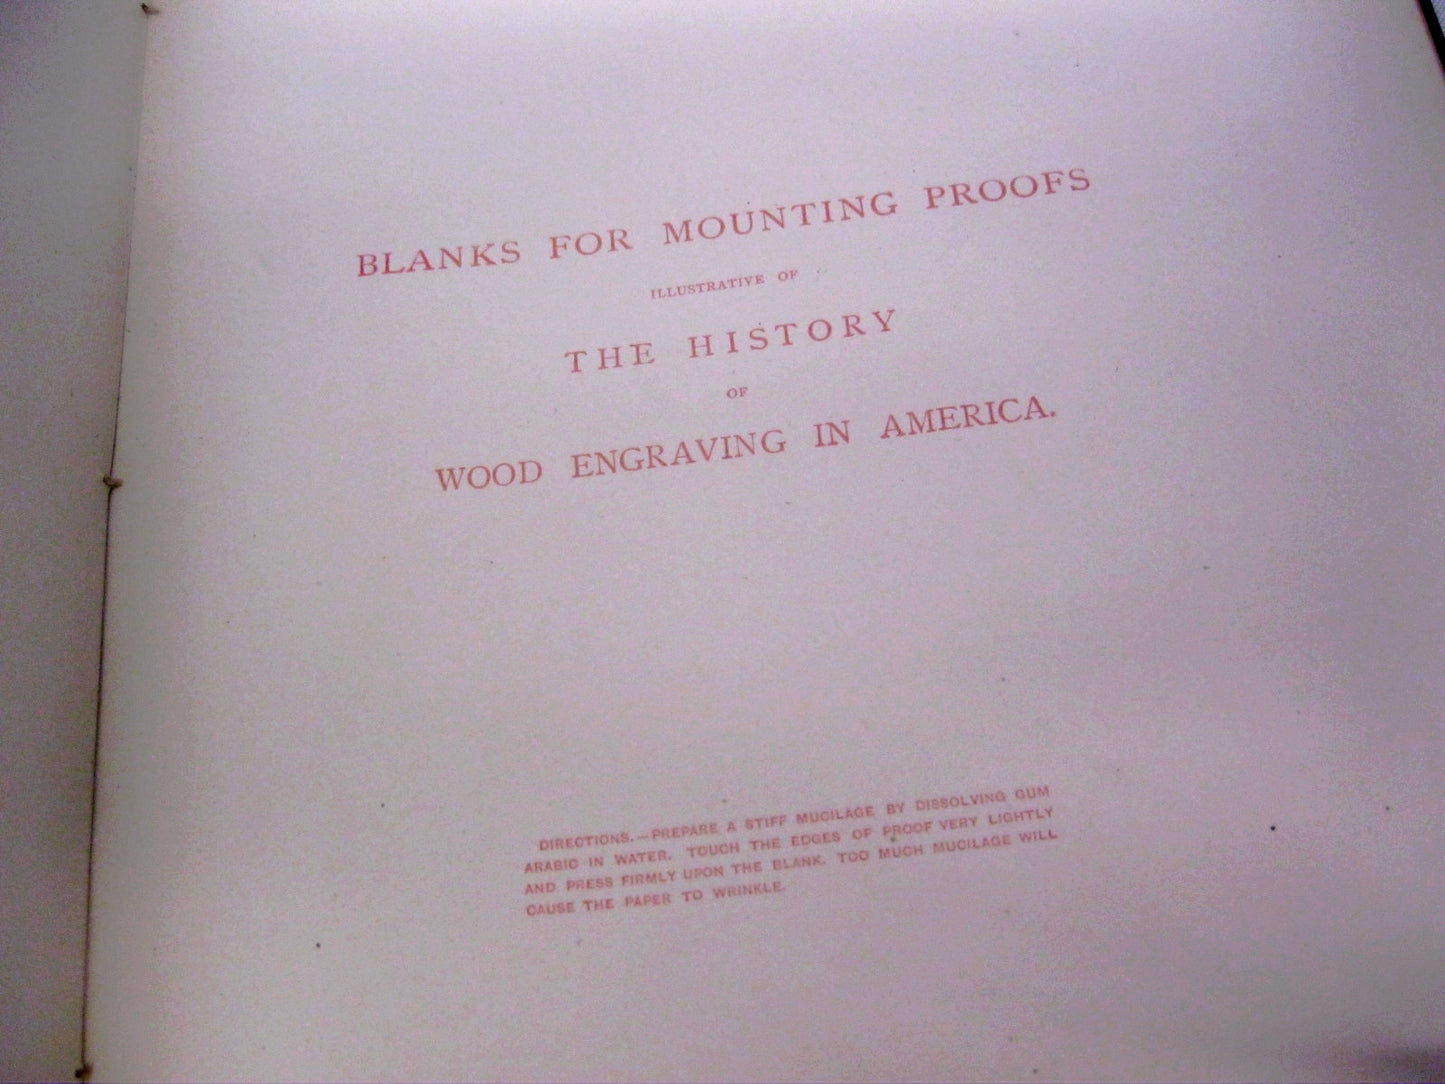 BLANKS FOR MOUNTING PROOFS
ILLUSTRATIVE OF
THE HISTORY
OF
WOOD ENGRAVING IN AMERICA.
DIRECTIONS.—PREPARE A STIFF MUCILAGE BY DISSOLVING GUM
ARABIC IN WATER. TOUCH THE EDGES OF PROOF VERY LIGHTLY
AND PRESS FIRMLY UPON THE BLANK. TOO MUCH MUCILAGE WILL
CAUSE THE PAPER TO WRINKLE.